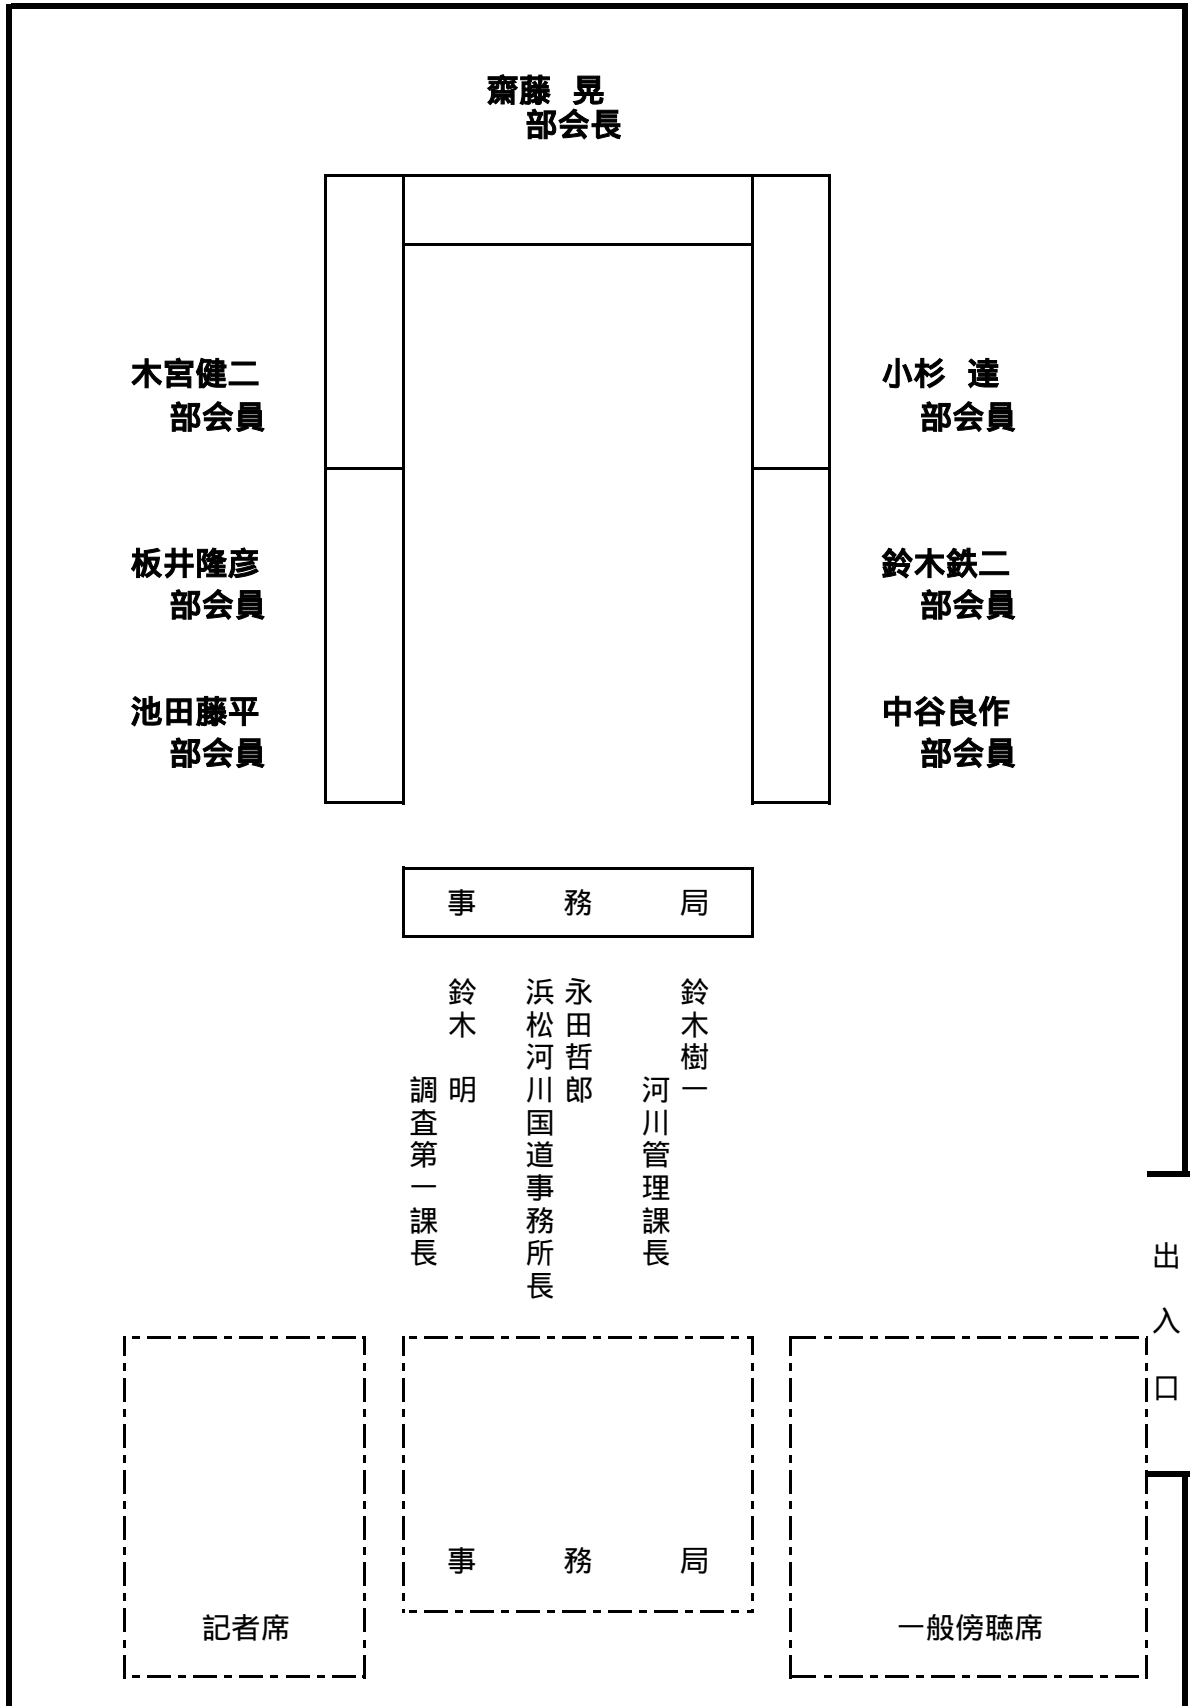 齋藤 晃
部会長
木宮健二
部会員
小杉 達
部会員
板井隆彦
部会員
鈴木鉄二
部会員
池田藤平
部会員
中谷良作
部会員
事 務 局
鈴木樹一
河川管理課長
永田哲郎
浜松河川国道事務所長
鈴木 明
調査第一課長
出入口
事 務 局
記者席
一般傍聴席